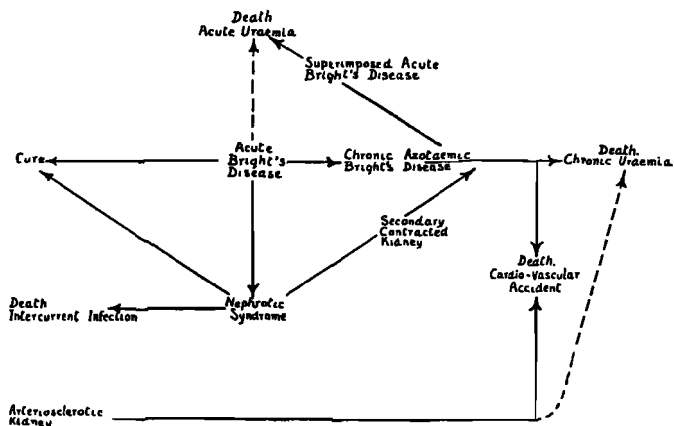 Death
Acute Uraemia
Superimposed Acute
Bright's Disease
Cure
Acute
Bright's
Disease
Chronic Azotaemic
Bright's Disease
Death.
Chronic Uraemia
Secondary
Contracted
Kidney
Death.
Cardio-Vascular
Accident
Death
Intercurrent Infection
Nephrotic
Syndrome
Arteriosclerotic
Kidney